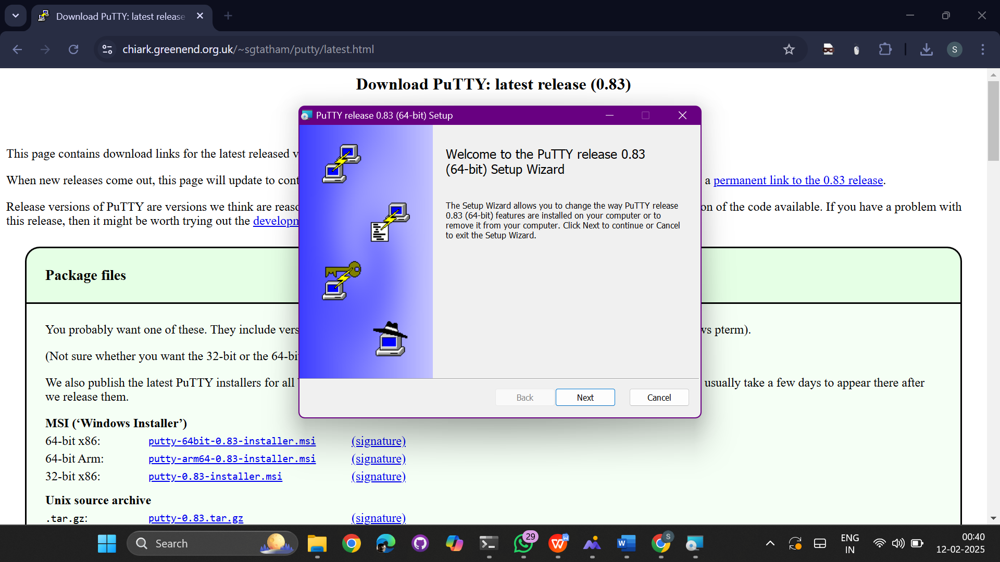 Download PuTTY: latest release
chiark.greenend.org.uk/~sgtatham/putty/latest.html
S
Download PuTTY: latest release (0.83)
This page contains download links for the latest released v
When new releases come out, this page will update to cont
a permanent link to the 0.83 release.
Release versions of PuTTY are versions we think are reaso
on of the code available. If you have a problem with
this release, then it might be worth trying out the developn
Package files
You probably want one of these. They include vers
vs pterm).
(Not sure whether you want the 32-bit or the 64-bi
We also publish the latest PuTTY installers for all
usually take a few days to appear there after
we release them.
MSI (‘Windows Installer’)
64-bit x86: putty-64bit-0.83-installer.msi (signature)
64-bit Arm: putty-arm64-0.83-installer.msi (signature)
32-bit x86: putty-0.83-installer.msi (signature)
Unix source archive
.tar.gz: putty-0.83.tar.gz (signature)
PuTTY release 0.83 (64-bit) Setup
Welcome to the PuTTY release 0.83
(64-bit) Setup Wizard
The Setup Wizard allows you to change the way PuTTY release
0.83 (64-bit) features are installed on your computer or to
remove it from your computer. Click Next to continue or Cancel
to exit the Setup Wizard.
Back Next Cancel
Search
29
W
S
ENG
IN
00:40
12-02-2025